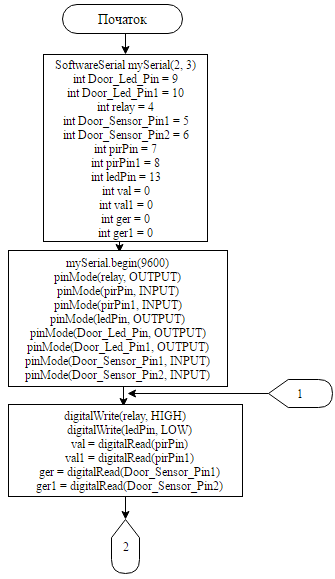 Початок
SoftwareSerial mySerial(2, 3)
int Door_Led_Pin = 9
int Door_Led_Pin1 = 10
int relay = 4
int Door_Sensor_Pin1 = 5
int Door_Sensor_Pin2 = 6
int pirPin = 7
int pirPin1 = 8
int ledPin = 13
int val = 0
int val1 = 0
int ger = 0
int ger1 = 0
mySerial.begin(9600)
pinMode(relay, OUTPUT)
pinMode(pirPin, INPUT)
pinMode(pirPin1, INPUT)
pinMode(ledPin, OUTPUT)
pinMode(Door_Led_Pin, OUTPUT)
pinMode(Door_Led_Pin1, OUTPUT)
pinMode(Door_Sensor_Pin1, INPUT)
pinMode(Door_Sensor_Pin2, INPUT)
1
digitalWrite(relay, HIGH)
digitalWrite(ledPin, LOW)
val = digitalRead(pirPin)
val1 = digitalRead(pirPin1)
ger = digitalRead(Door_Sensor_Pin1)
ger1 = digitalRead(Door_Sensor_Pin2)
2